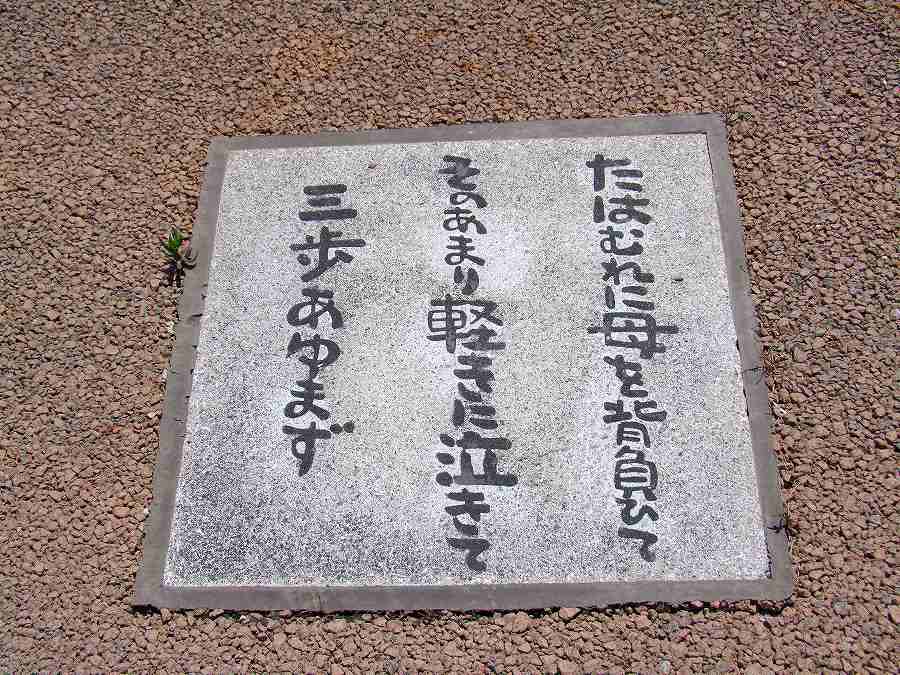 たはむれに母を背負ひて
そのあまり軽きに泣きて
三歩あゆまず